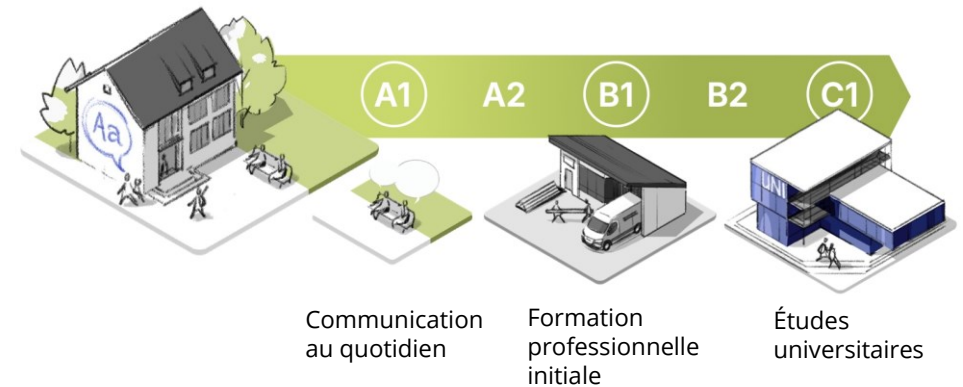 Aa
A1 A2 B1 B2 C1
UNI
Communication
au quotidien
Formation
professionnelle
initiale
Études
universitaires